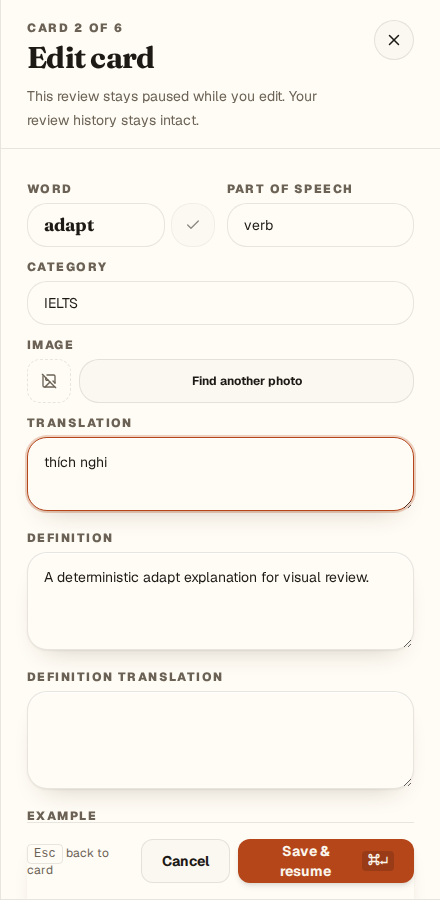 CARD 2 OF 6
Edit card
This review stays paused while you edit. Your
review history stays intact.
WORD
PART OF SPEECH
adapt
verb
CATEGORY
IELTS
IMAGE
Find another photo
TRANSLATION
thích nghi
DEFINITION
A deterministic adapt explanation for visual review.
DEFINITION TRANSLATION
EXAMPLE
Esc back to
card
Cancel
Save &
resume
⌘↵